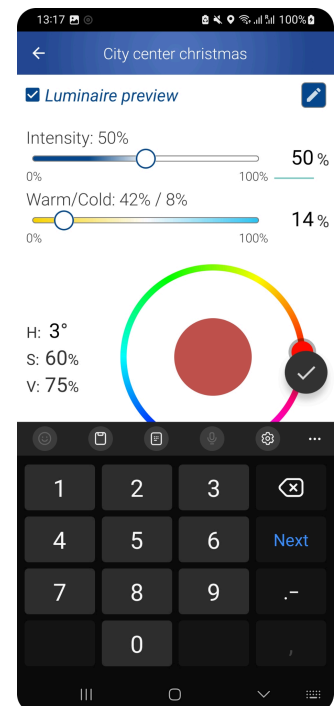 13:17 100%
City center christmas
Luminaire preview
Intensity: 50%
50 %
0% 100%
Warm/Cold: 42% / 8%
14 %
0% 100%
H: 3°
S: 60%
V: 75%
1 2 3
4 5 6 Next
7 8 9 .-
0 ,